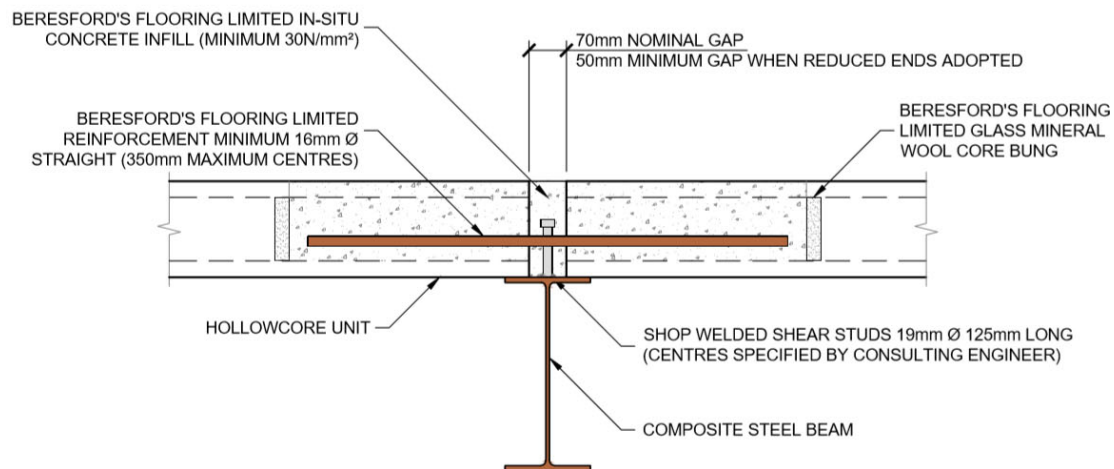 BERESFORD'S FLOORING LIMITED IN-SITU
CONCRETE INFILL (MINIMUM 30N/mm²)
70mm NOMINAL GAP
50mm MINIMUM GAP WHEN REDUCED ENDS ADOPTED
BERESFORD'S FLOORING LIMITED
REINFORCEMENT MINIMUM 16mm Ø
STRAIGHT (350mm MAXIMUM CENTRES)
BERESFORD'S FLOORING
LIMITED GLASS MINERAL
WOOL CORE BUNG
HOLLOWCORE UNIT
SHOP WELDED SHEAR STUDS 19mm Ø 125mm LONG
(CENTRES SPECIFIED BY CONSULTING ENGINEER)
COMPOSITE STEEL BEAM